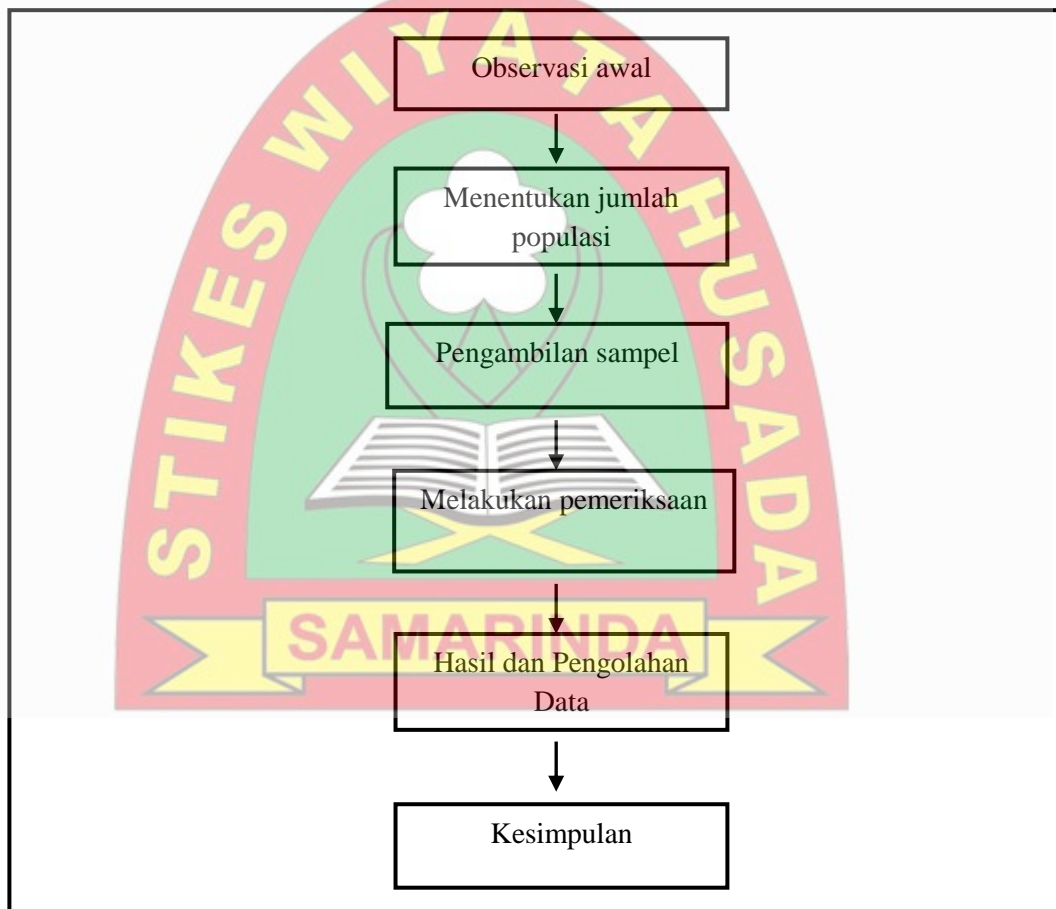 STIKES WIYATA HUSADA
Observasi awal
Menentukan jumlah
populasi
Pengambilan sampel
Melakukan pemeriksaan
SAMARINDA
Hasil dan Pengolahan
Data
Kesimpulan